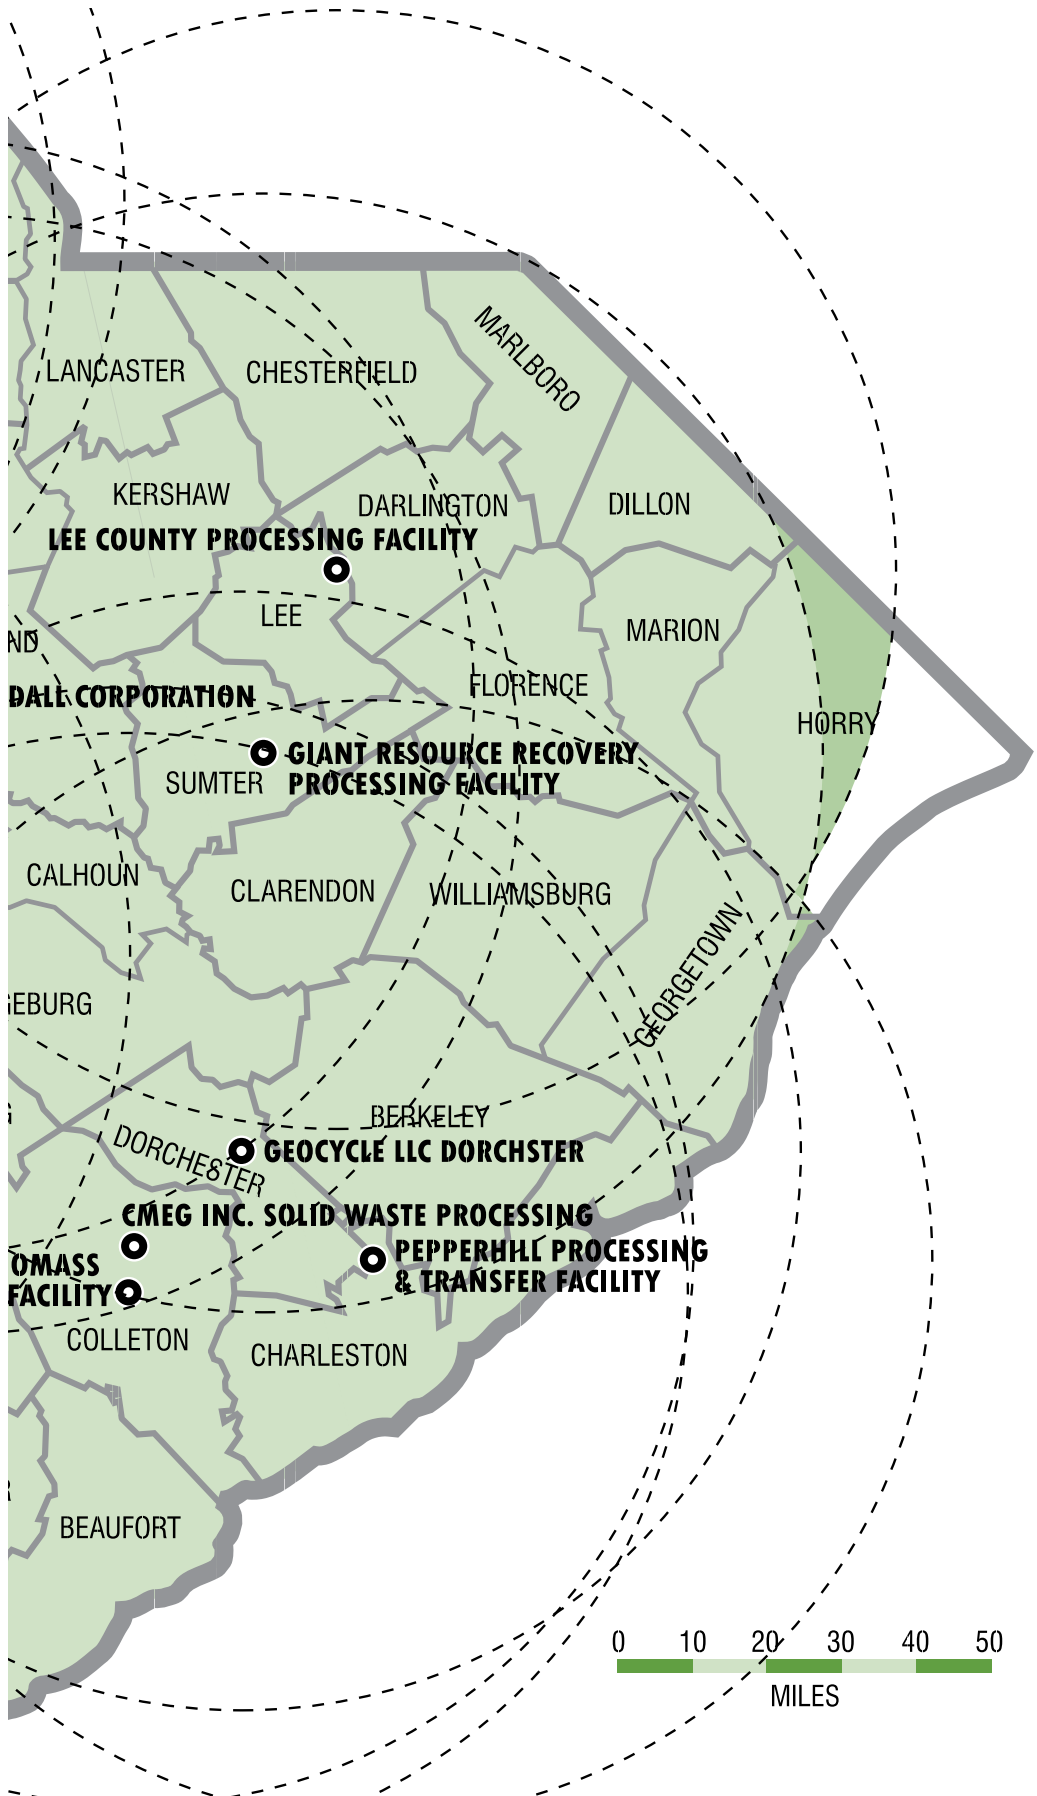 MARLBORO
LANCASTER
CHESTERFIELD
KERSHAW
DARLINGTON
DILLON
LEE COUNTY PROCESSING FACILITY
LEE
MARION
ND
FLORENCE
DALL CORPORATION
HORRY
GIANT RESOURCE RECOVERY
PROCESSING FACILITY
SUMTER
CALHOUN
CLARENDON
WILLIAMSBURG
GEORGETOWN
GEBURG
BERKELEY
G
DORCHESTER
GEOCYCLE LLC DORCHSTER
CMEG INC. SOLID WASTE PROCESSING
PEPPERHILL PROCESSING
& TRANSFER FACILITY
OMASS
FACILITY
COLLETON
CHARLESTON
R
BEAUFORT
0 10 20 30 40 50
MILES